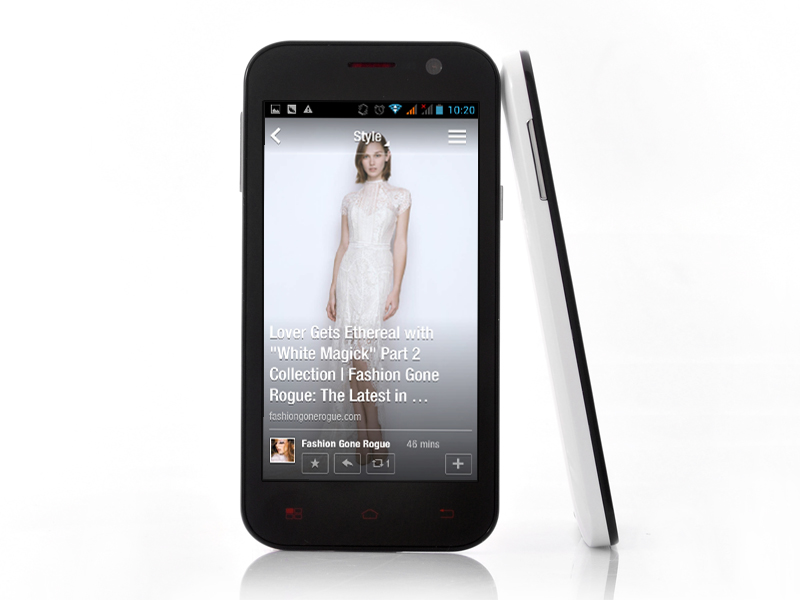 10:20
Style
Lover Gets Ethereal with
"White Magick" Part 2
Collection | Fashion Gone
Rogue: The Latest in ...
fashiongonerogue.com
Fashion Gone Rogue 46 mins
1